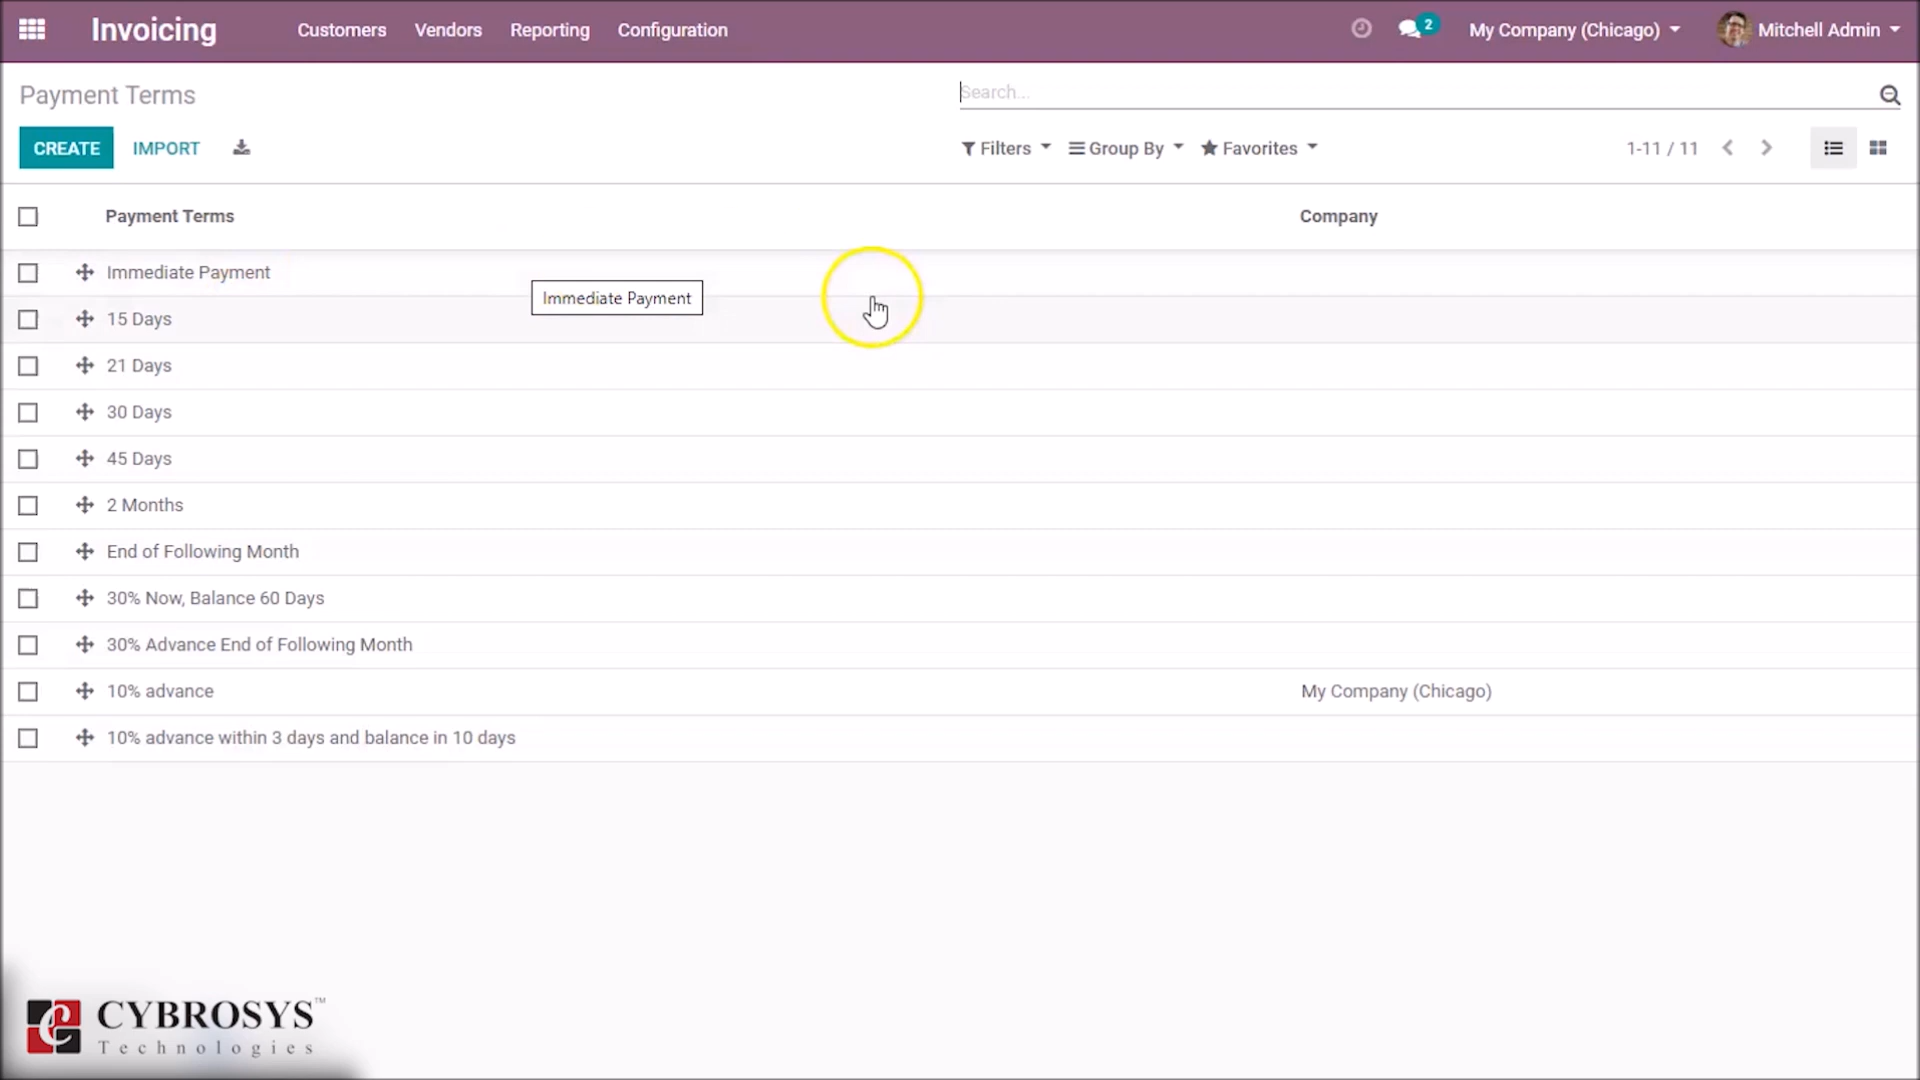 Invoicing Customers Vendors Reporting Configuration 2 My Company (Chicago) Mitchell Admin
Payment Terms Search...
CREATE IMPORT Filters Group By Favorites 1-11 / 11
Payment Terms Company
Immediate Payment
Immediate Payment
15 Days
21 Days
30 Days
45 Days
2 Months
End of Following Month
30% Now, Balance 60 Days
30% Advance End of Following Month
10% advance My Company (Chicago)
10% advance within 3 days and balance in 10 days
CYBROSYS™
Technologies